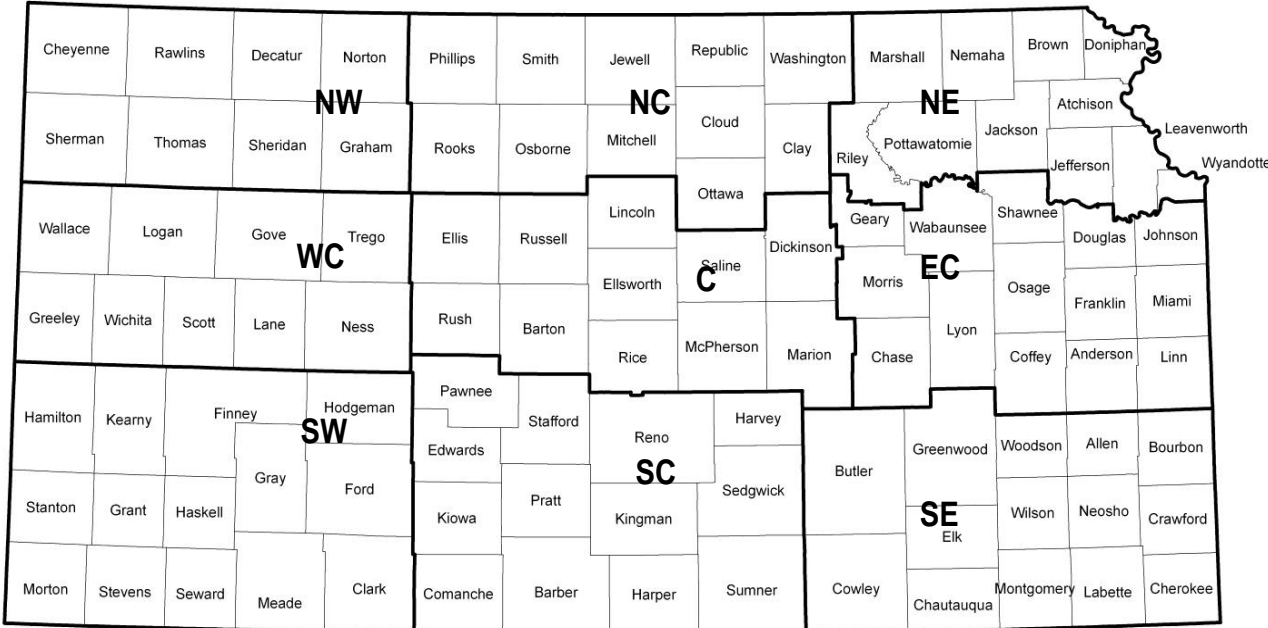 Cheyenne Rawlins Decatur Norton Phillips Smith Jewell Republic Washington Marshall Nemaha Brown Doniphan
NW NC NE
Cloud Atchison
Sherman Thomas Sheridan Graham Rooks Osborne Mitchell Clay Riley Pottawatomie Jackson Leavenworth
Jefferson Wyandotte
Ottawa
Wallace Logan Gove Trego Ellis Russell Lincoln Dickinson Geary Wabaunsee Shawnee Douglas Johnson
WC C EC
Saline
Greeley Wichita Scott Lane Ness Rush Barton Ellsworth Morris Osage Franklin Miami
Rice McPherson Marion Chase Lyon Coffey Anderson Linn
Hamilton Kearny Finney Hodgeman Pawnee Stafford Reno Harvey
SW SC SE
Edwards Butler Greenwood Woodson Allen Bourbon
Stanton Grant Haskell Gray Ford Kiowa Pratt Kingman Sedgwick Elk Wilson Neosho Crawford
Morton Stevens Seward Meade Clark Comanche Barber Harper Sumner Cowley Chautauqua Montgomery Labette Cherokee